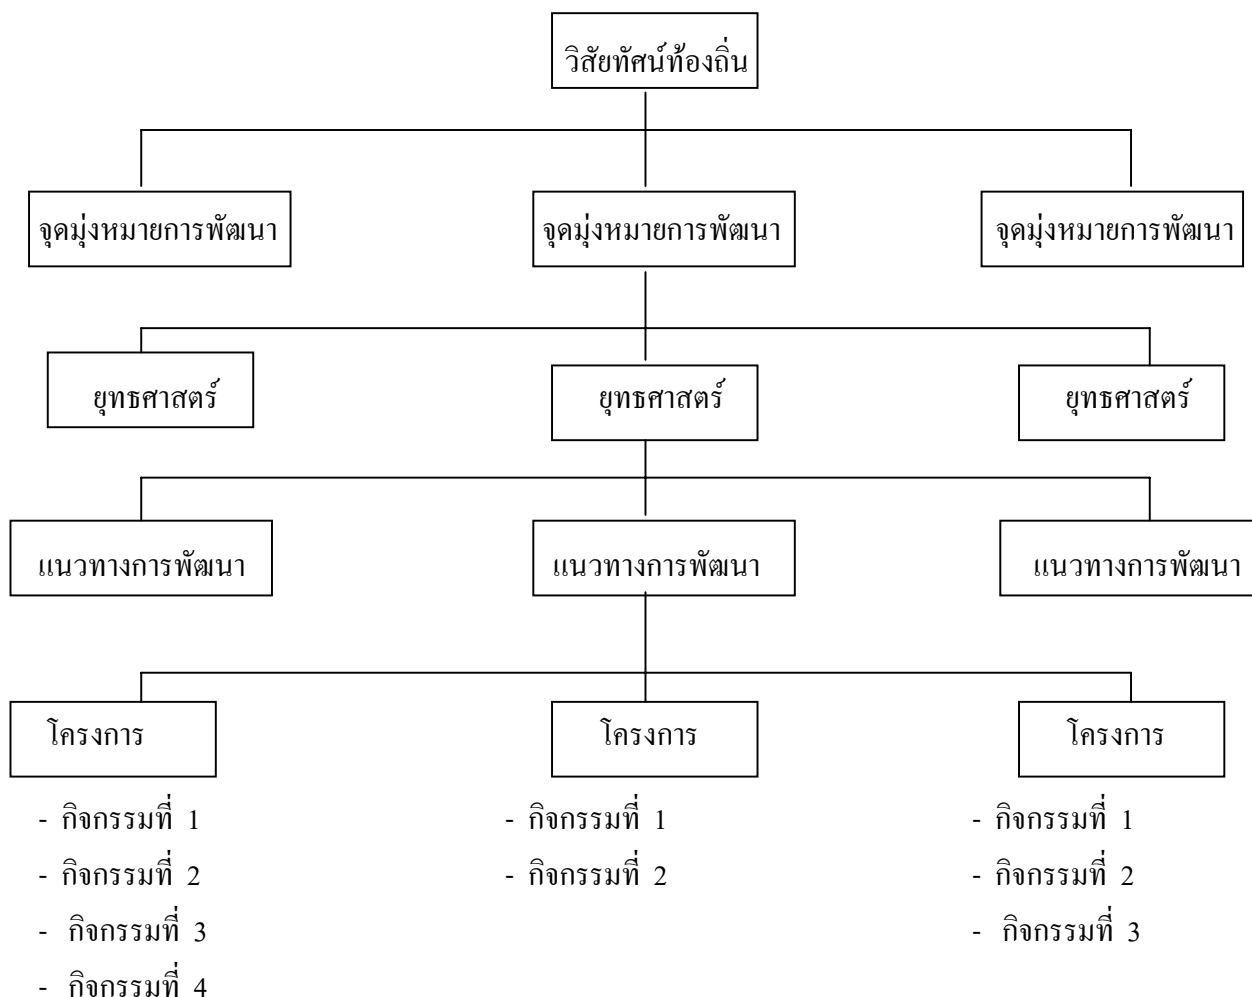 วิสัยทัศน์ท้องถิ่น
จุดมุ่งหมายการพัฒนา
จุดมุ่งหมายการพัฒนา
จุดมุ่งหมายการพัฒนา
ยุทธศาสตร์
ยุทธศาสตร์
ยุทธศาสตร์
แนวทางการพัฒนา
แนวทางการพัฒนา
แนวทางการพัฒนา
โครงการ
โครงการ
โครงการ
- กิจกรรมที่ 1
- กิจกรรมที่ 2
- กิจกรรมที่ 3
- กิจกรรมที่ 4
- กิจกรรมที่ 1
- กิจกรรมที่ 2
- กิจกรรมที่ 1
- กิจกรรมที่ 2
- กิจกรรมที่ 3